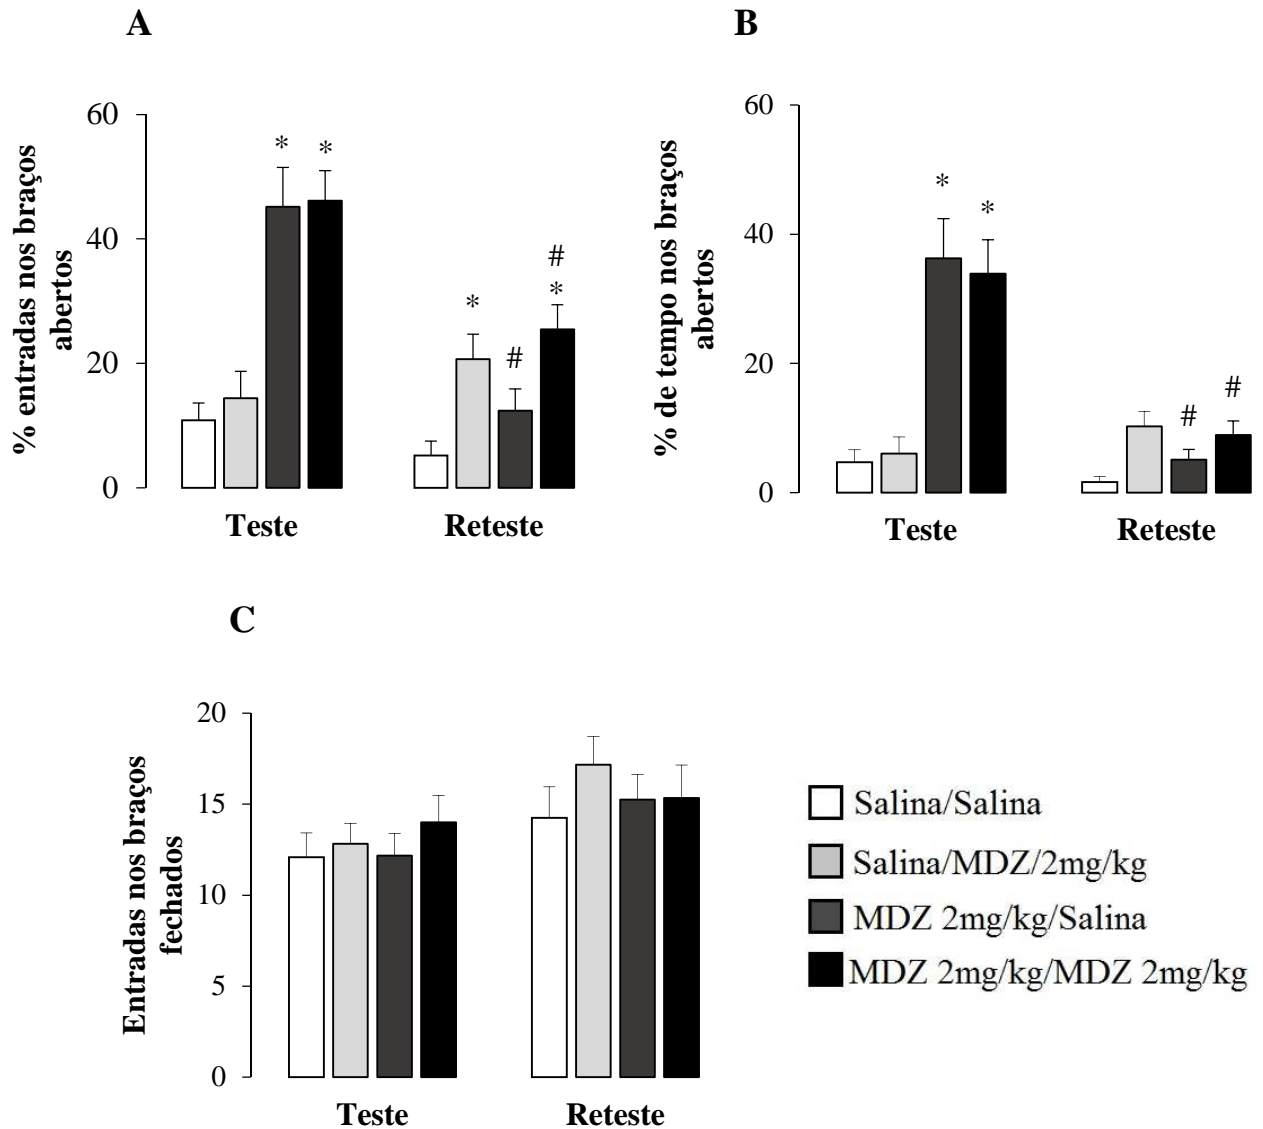 A
% entradas nos braços
abertos
60
40
20
0
* *
*
#
#
*
Teste Reteste
B
% de tempo nos braços
abertos
60
40
20
0
*
*
#
#
Teste Reteste
C
Entradas nos braços
fechados
20
15
10
5
0
Teste Reteste
Salina/Salina
Salina/MDZ/2mg/kg
MDZ 2mg/kg/Salina
MDZ 2mg/kg/MDZ 2mg/kg